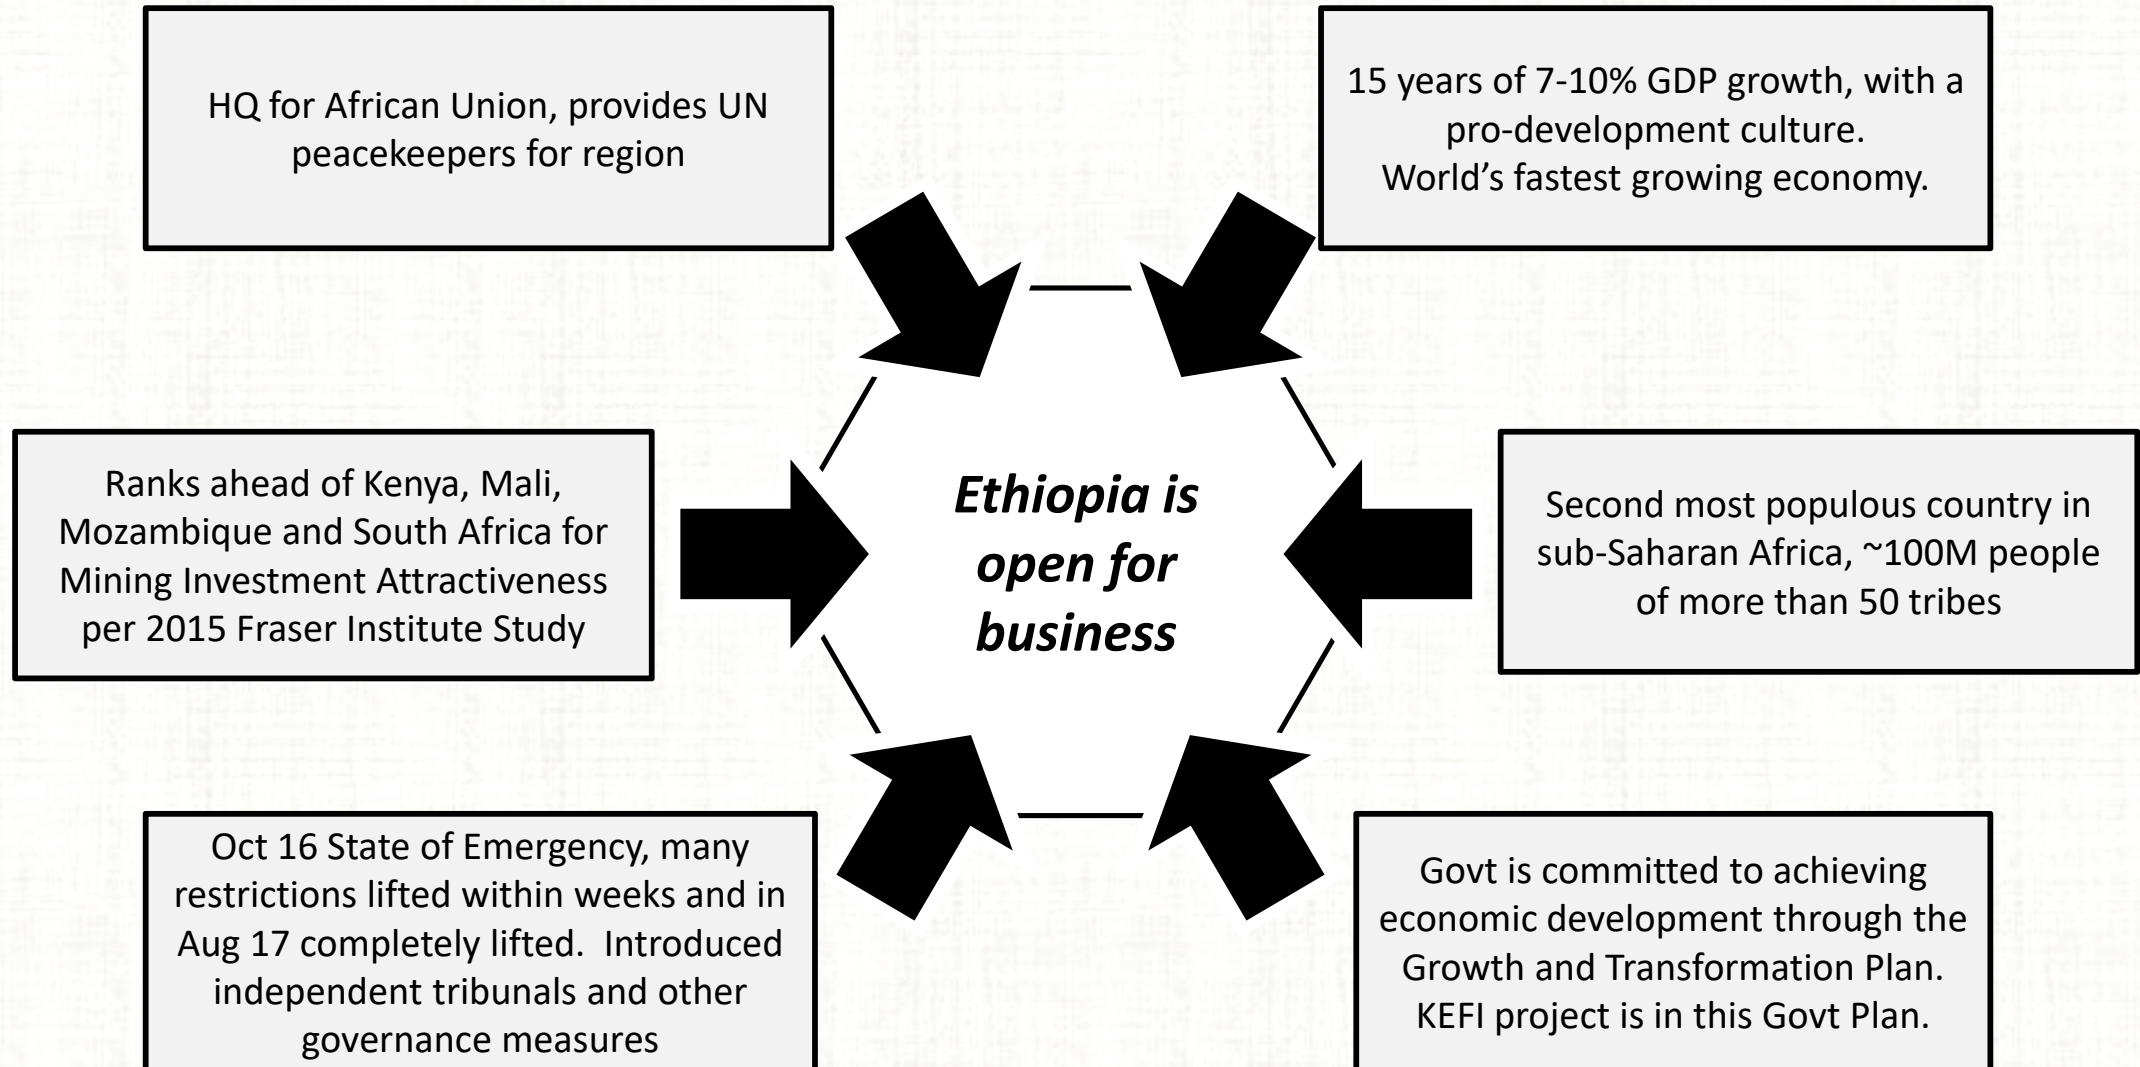 HQ for African Union, provides UN
peacekeepers for region
15 years of 7-10% GDP growth, with a
pro-development culture.
World’s fastest growing economy.
Ranks ahead of Kenya, Mali,
Mozambique and South Africa for
Mining Investment Attractiveness
per 2015 Fraser Institute Study
Ethiopia is
open for
business
Second most populous country in
sub-Saharan Africa, ~100M people
of more than 50 tribes
Oct 16 State of Emergency, many
restrictions lifted within weeks and in
Aug 17 completely lifted.  Introduced
independent tribunals and other
governance measures
Govt is committed to achieving
economic development through the
Growth and Transformation Plan.
KEFI project is in this Govt Plan.